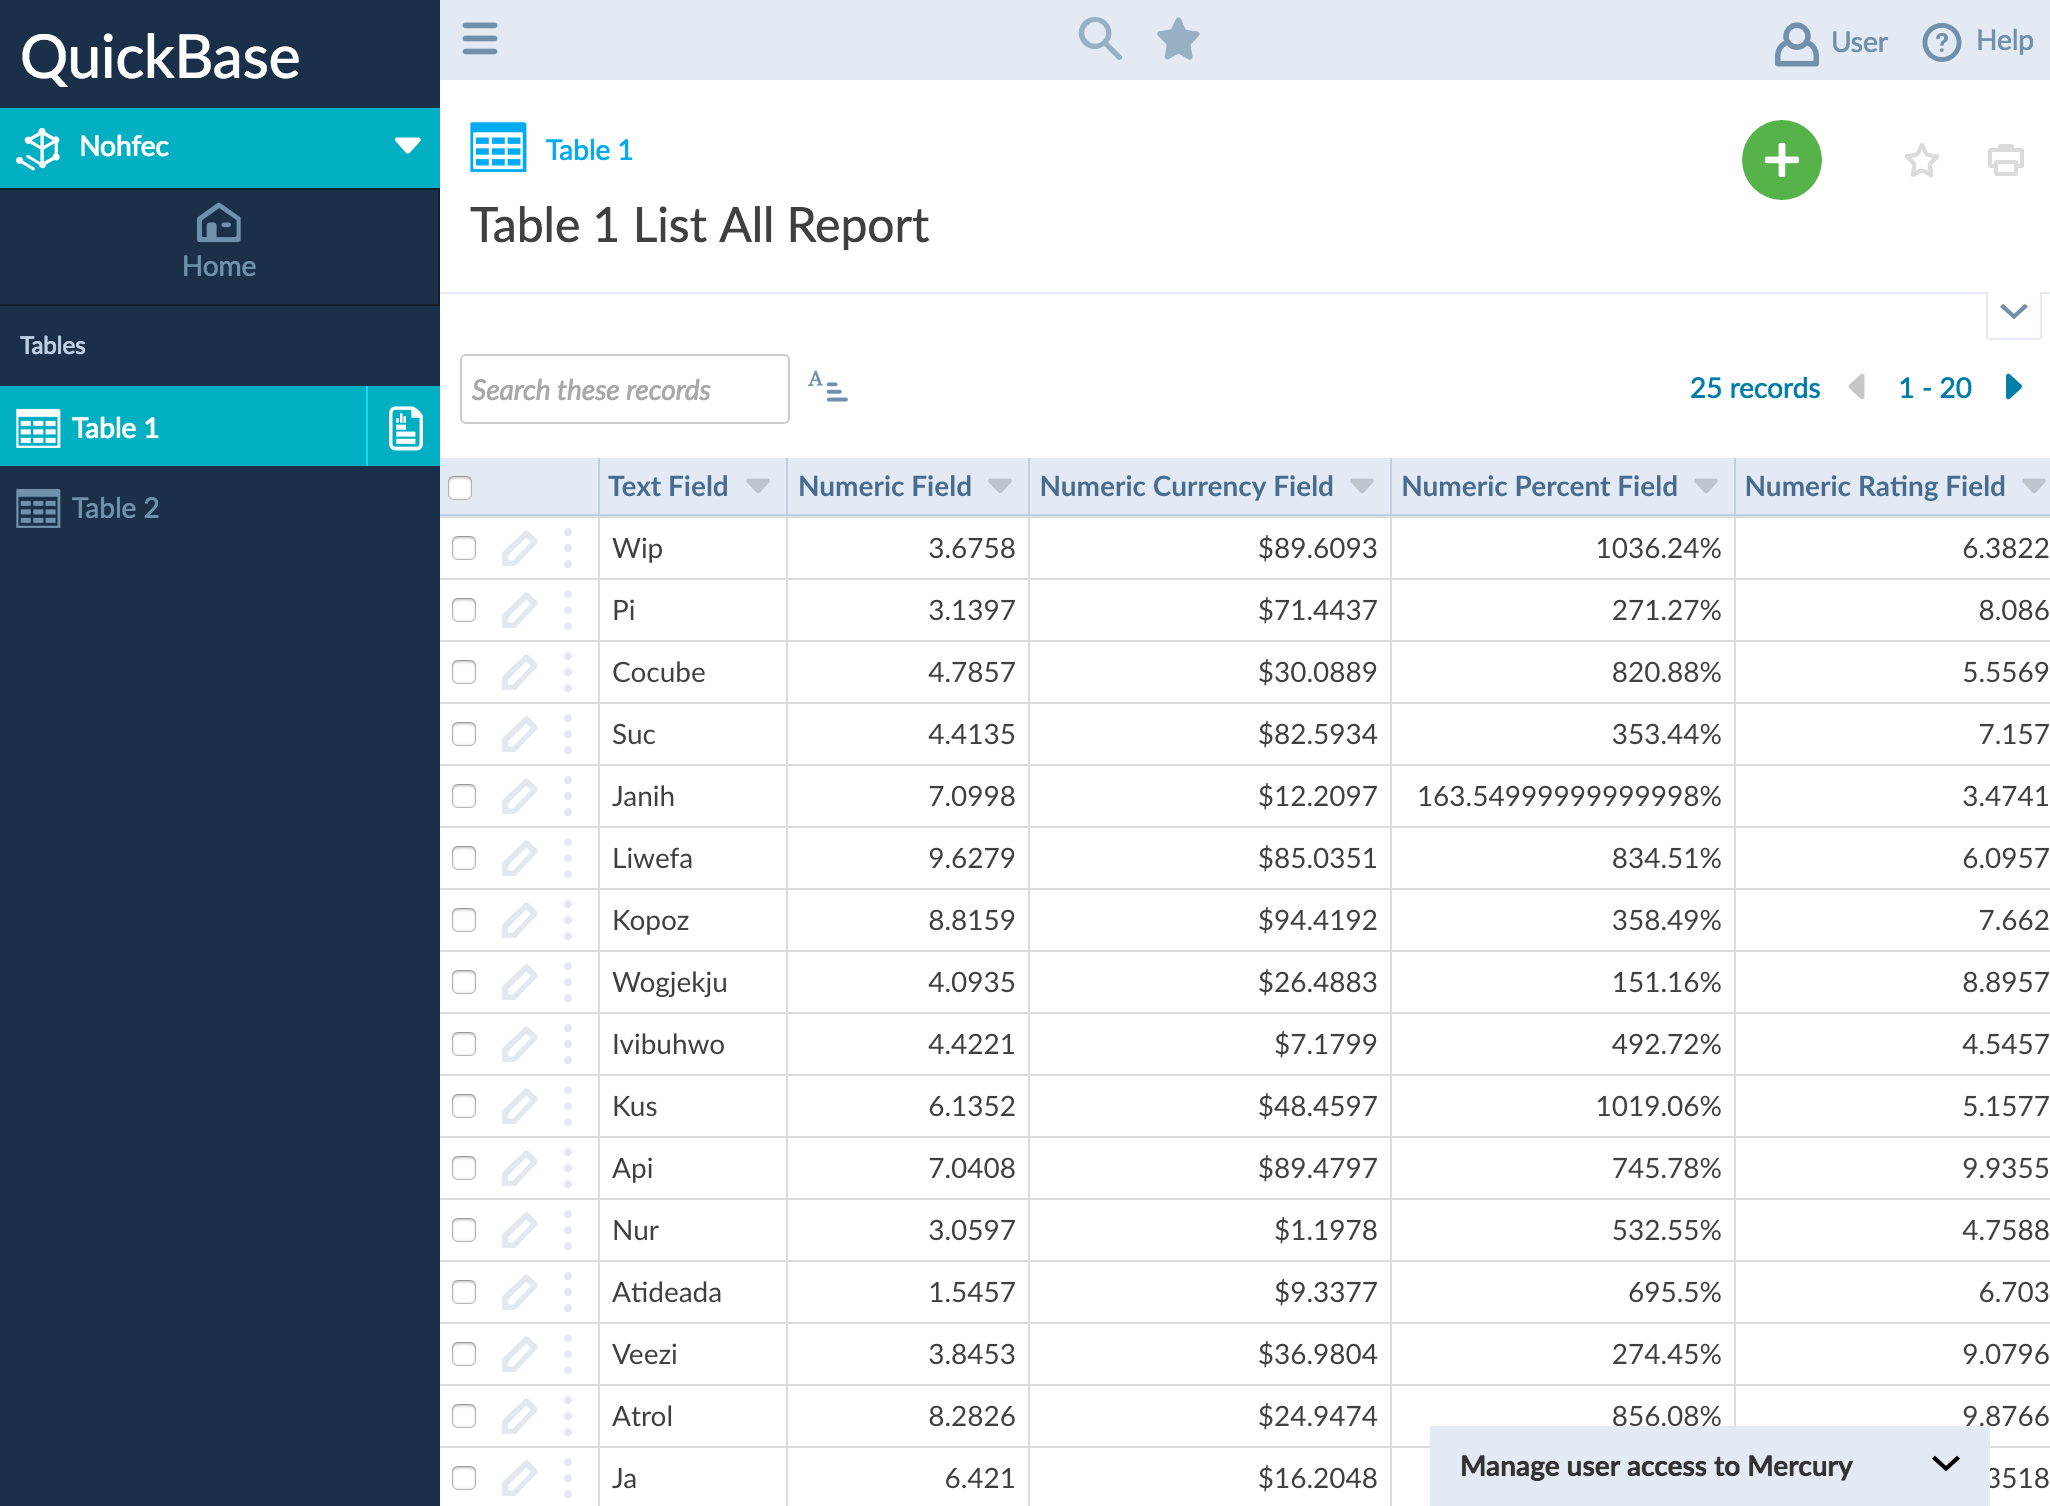 QuickBase
User
Help
Nohfec
Home
Tables
Table 1
Table 2
Table 1
Table 1 List All Report
Search these records
A
25 records 1 - 20
Text Field Numeric Field Numeric Currency Field Numeric Percent Field Numeric Rating Field
Wip 3.6758 $89.6093 1036.24% 6.3822
Pi 3.1397 $71.4437 271.27% 8.086
Cocube 4.7857 $30.0889 820.88% 5.5569
Suc 4.4135 $82.5934 353.44% 7.157
Janih 7.0998 $12.2097 163.54999999999998% 3.4741
Liwefa 9.6279 $85.0351 834.51% 6.0957
Kopoz 8.8159 $94.4192 358.49% 7.662
Wogjekju 4.0935 $26.4883 151.16% 8.8957
Ivibuhwo 4.4221 $7.1799 492.72% 4.5457
Kus 6.1352 $48.4597 1019.06% 5.1577
Api 7.0408 $89.4797 745.78% 9.9355
Nur 3.0597 $1.1978 532.55% 4.7588
Atideada 1.5457 $9.3377 695.5% 6.703
Veezi 3.8453 $36.9804 274.45% 9.0796
Atrol 8.2826 $24.9474 856.08% 9.8766
Ja 6.421 $16.2048
Manage user access to Mercury